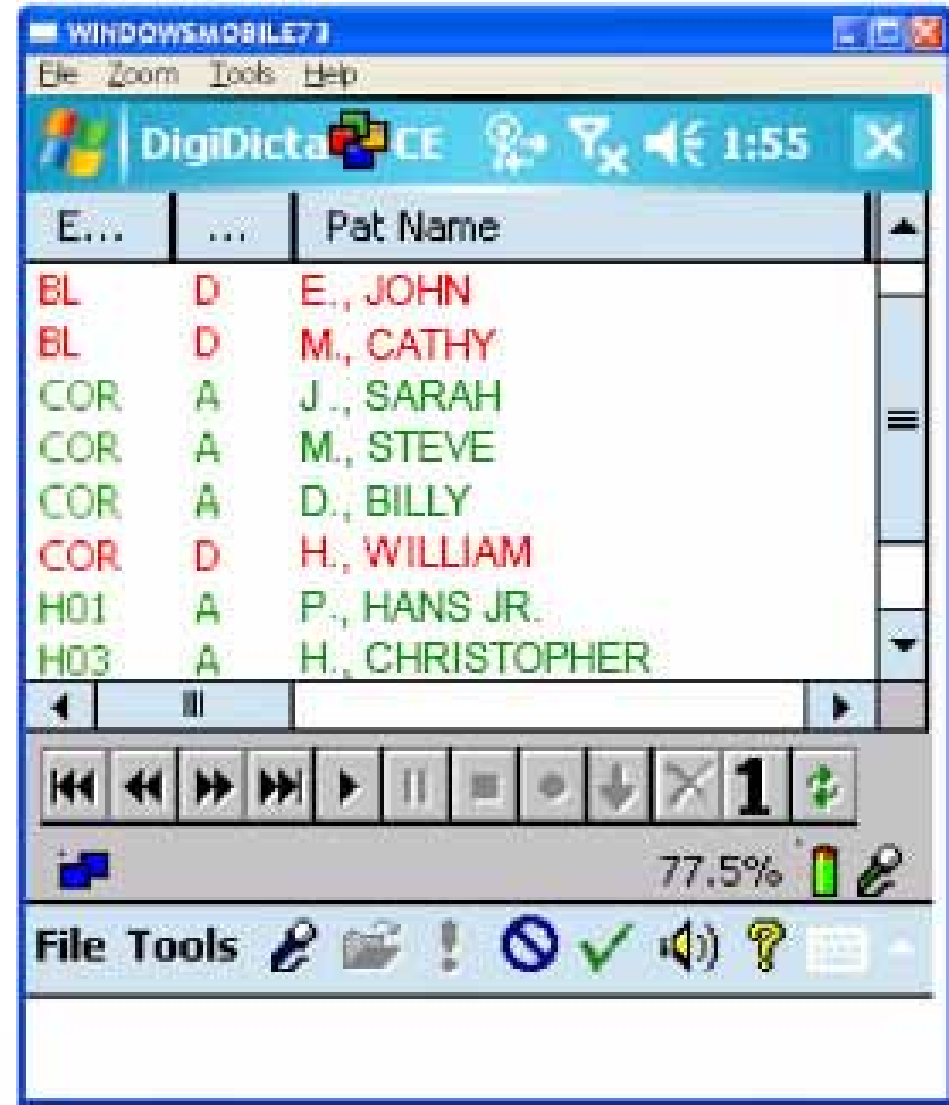 WINDOWSMOBILE73
File Zoom Tools Help
DigiDicta CE 1:55
E... ... Pat Name
BL D E., JOHN
BL D M., CATHY
COR A J ., SARAH
COR A M., STEVE
COR A D., BILLY
COR D H., WILLIAM
H01 A P., HANS JR.
H03 A H., CHRISTOPHER
1
77.5%
File Tools